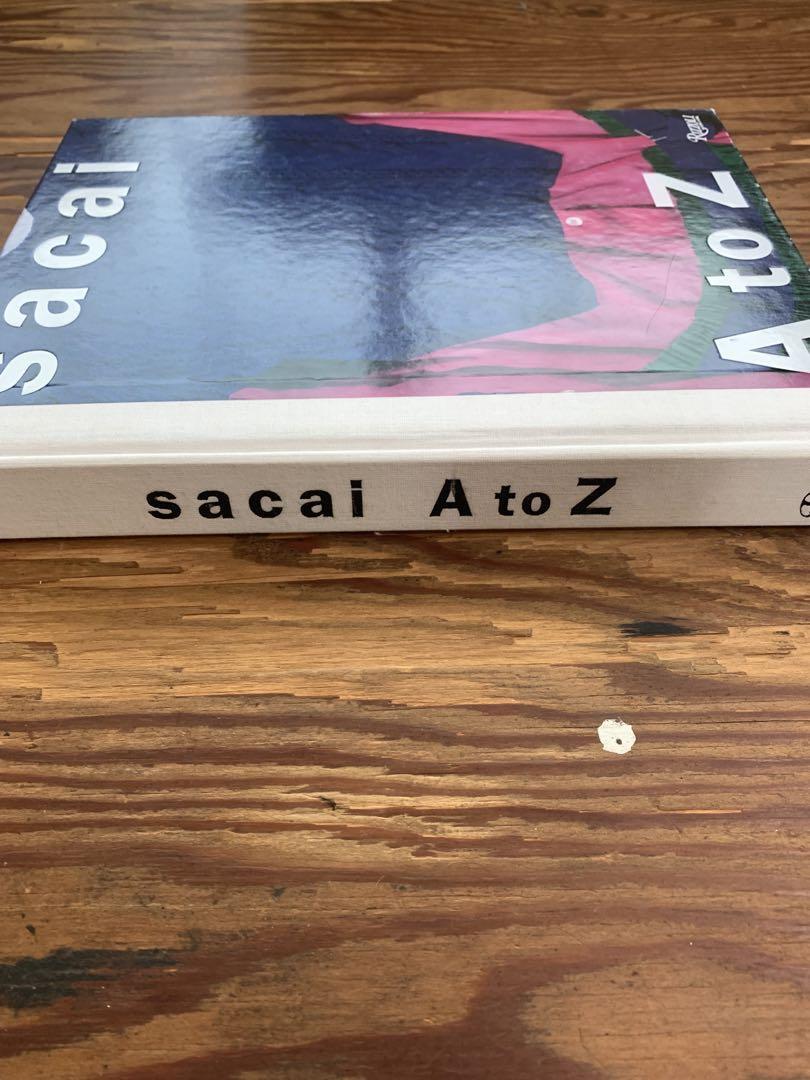 sacai
A to Z
Rizzoli
sacai A to Z